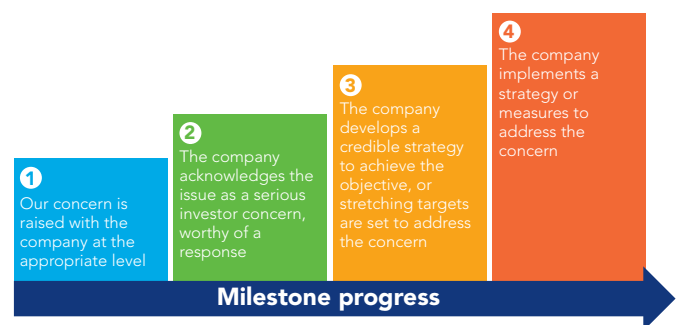 1
Our concern is
raised with the
company at the
appropriate level
2
The company
acknowledges the
issue as a serious
investor concern,
worthy of a
response
3
The company
develops a
credible strategy
to achieve the
objective, or
stretching targets
are set to address
the concern
4
The company
implements a
strategy or
measures to
address the
concern
Milestone progress